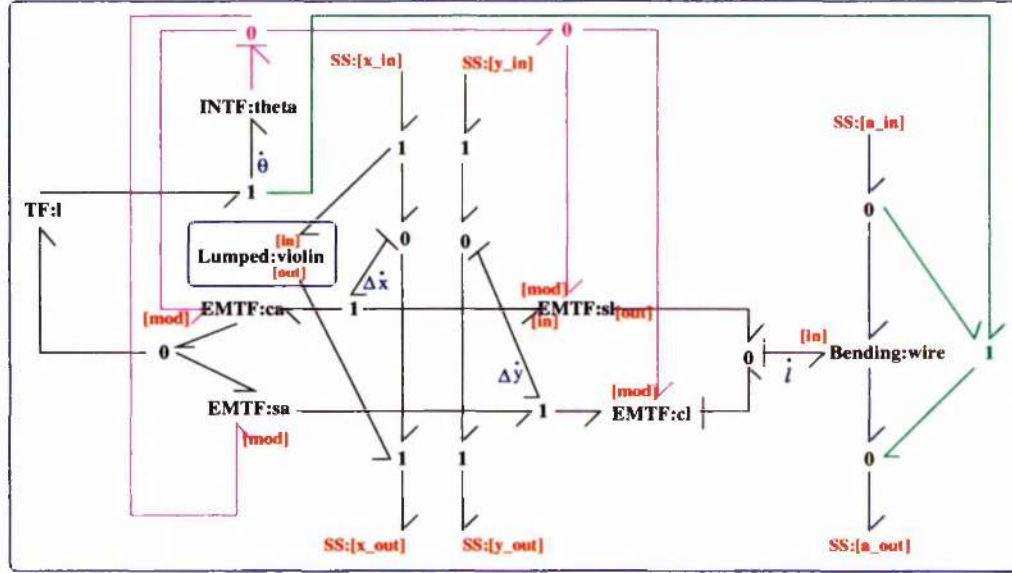 0
0
1
SS:[x_in]
SS:[y_in]
INTF:theta
SS:[a_in]
θ̇
1
1
1
TF:l
0
[in]
0
0
Lumped:violin
[out]
Δẋ
[mod]
[mod]
EMTF:ca
1
EMTF:sl
[out]
[in]
0
0
l̇
[in]
Bending:wire
1
Δẏ
[mod]
EMTF:sa
1
EMTF:cl
[mod]
1
1
0
SS:[x_out]
SS:[y_out]
SS:[a_out]